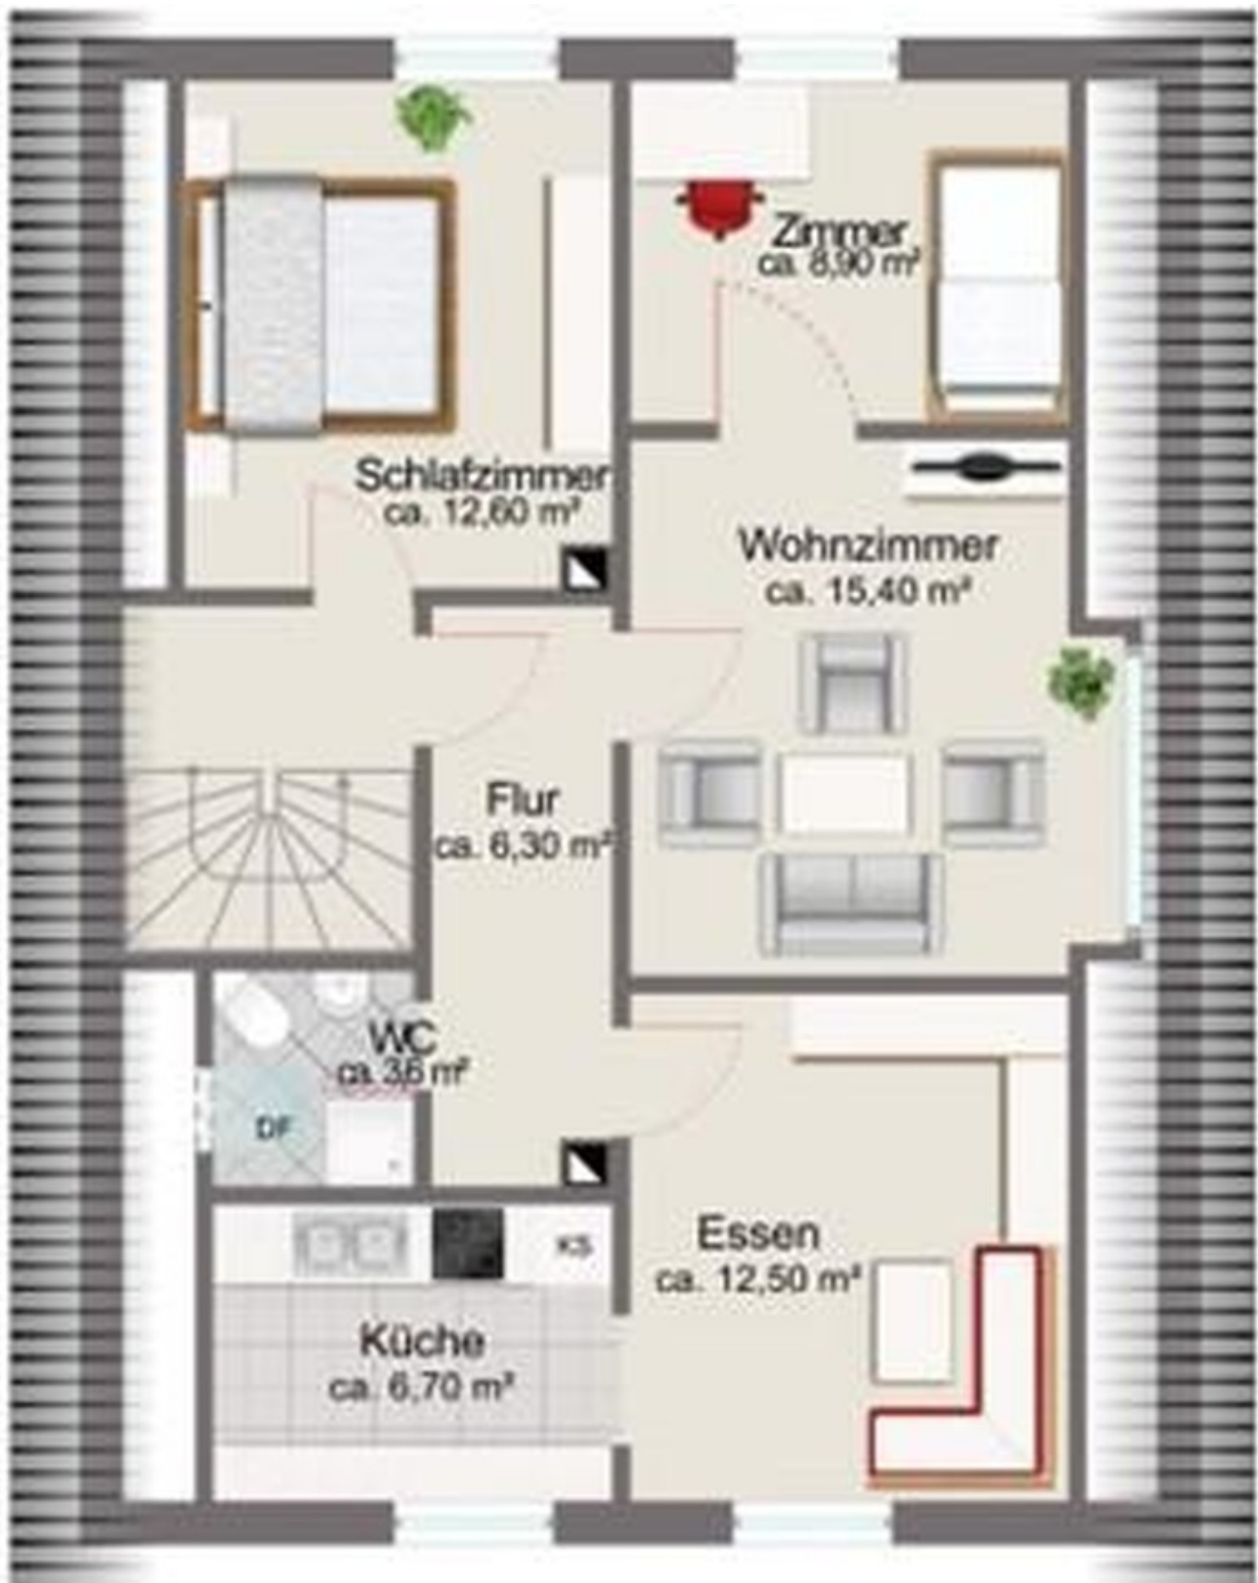 Zimmer
ca. 8,90 m²
Schlafzimmer
ca. 12,60 m²
Wohnzimmer
ca. 15,40 m²
Flur
ca. 6,30 m²
WC
ca. 3,6 m²
DF
Essen
ca. 12,50 m²
KS
Küche
ca. 6,70 m²